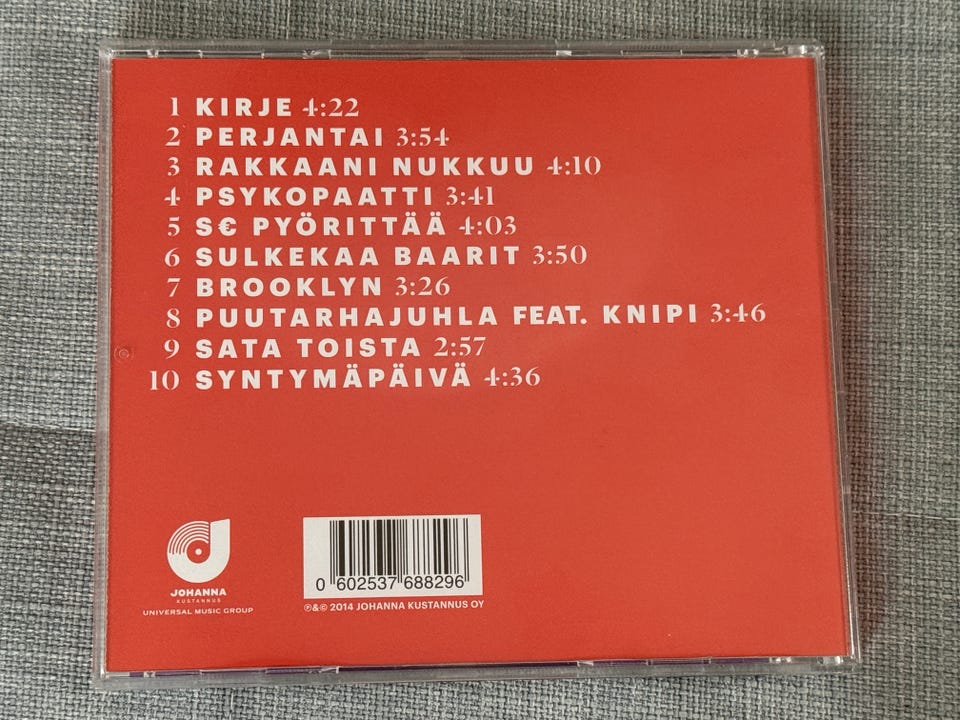 1 KIRJE 4:22
2 PERJANTAI 3:54
3 RAKKAANI NUKKUU 4:10
4 PSYKOPAATTI 3:41
5 S€ PYÖRITTÄÄ 4:03
6 SULKEKAA BAARIT 3:50
7 BROOKLYN 3:26
8 PUUTARHAJUHLA FEAT. KNIPI 3:46
9 SATA TOISTA 2:57
10 SYNTYMÄPÄIVÄ 4:36
JOHANNA
KUSTANNUS
UNIVERSAL MUSIC GROUP
0 602537 688296
℗&© 2014 JOHANNA KUSTANNUS OY